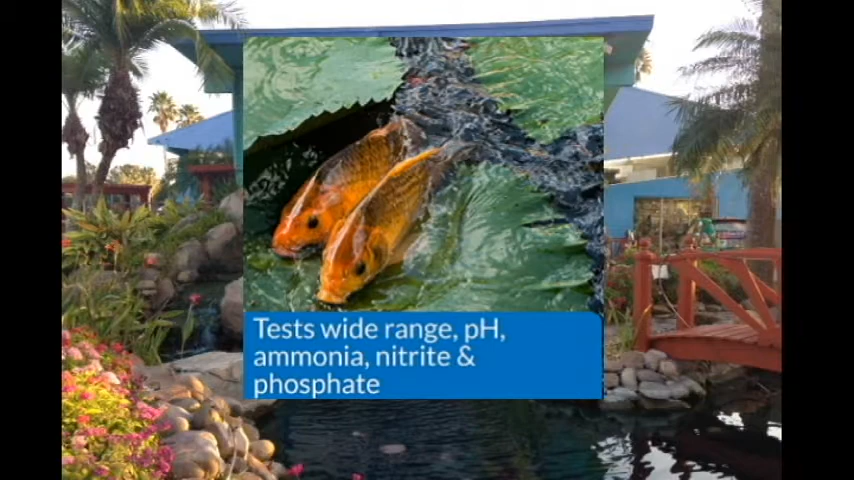 Tests wide range, pH,
ammonia, nitrite &
phosphate